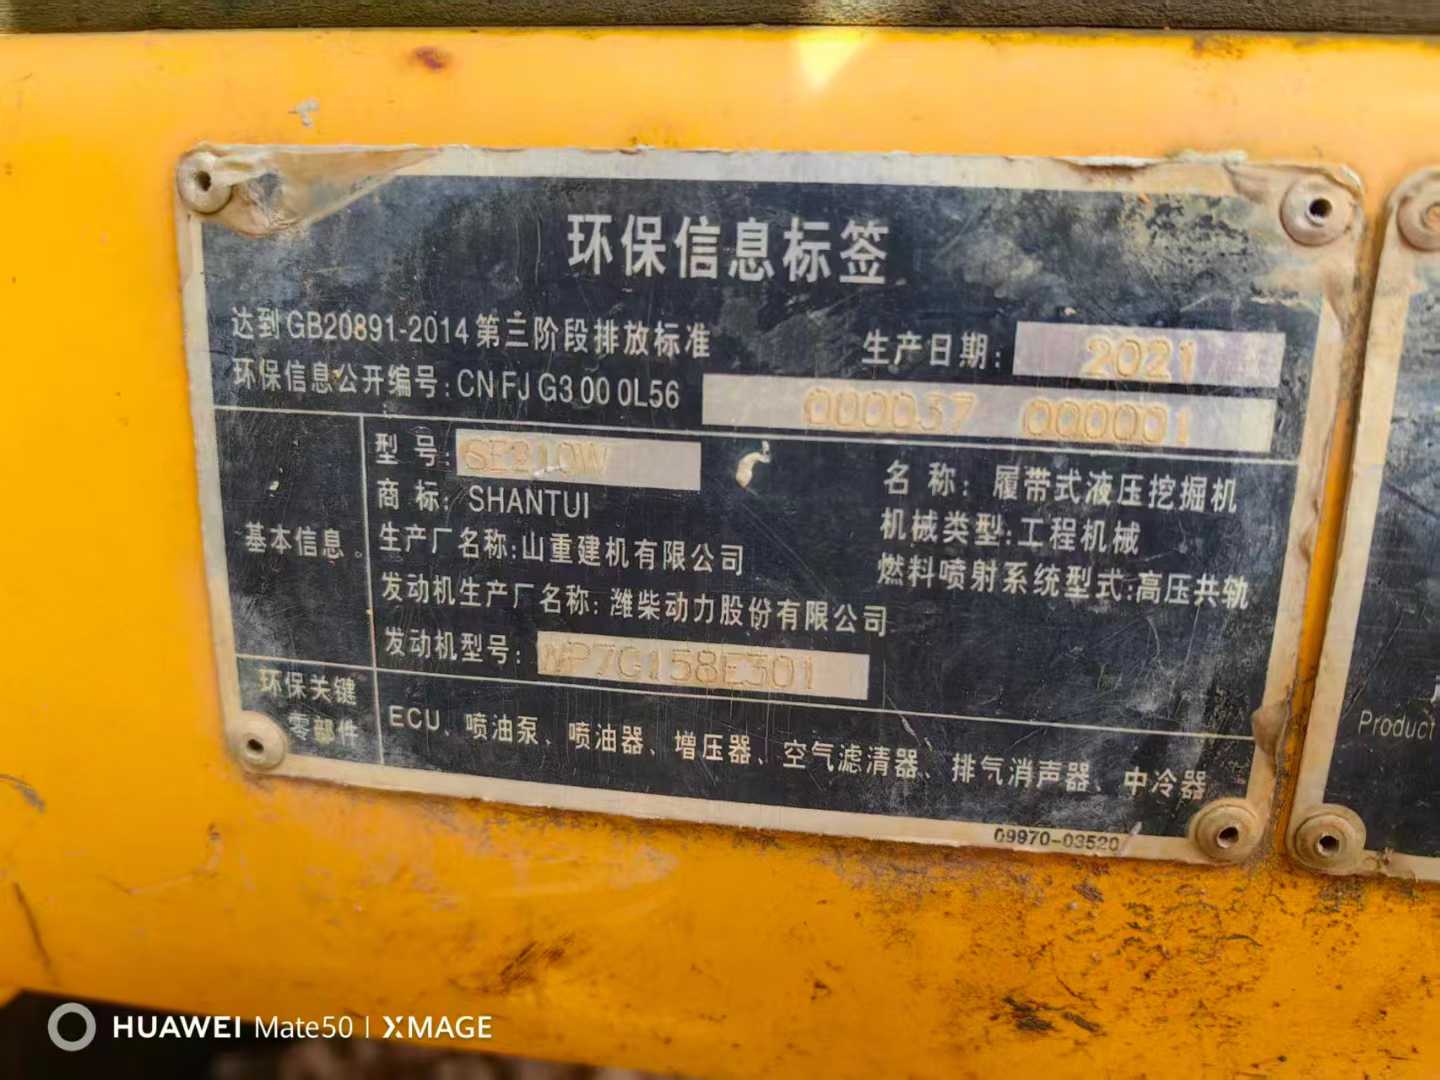 环保信息标签
达到GB20891-2014第三阶段排放标准 生产日期: 2021
环保信息公开编号: CN FJ G3 00 0L56 000037 000001
基本信息
型 号: SE210W
商 标: SHANTUI
生产厂名称: 山重建机有限公司
发动机生产厂名称: 潍柴动力股份有限公司
发动机型号: WP7G158E301
名 称: 履带式液压挖掘机
机械类型: 工程机械
燃料喷射系统型式: 高压共轨
环保关键
零部件
ECU、喷油泵、喷油器、增压器、空气滤清器、排气消声器、中冷器
09970-03520
Product
HUAWEI Mate50 | XMAGE